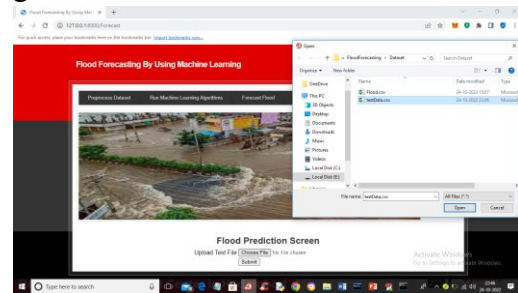 Flood Forecasting By Using Mac
127.0.0.1:8000/Forecast
For quick access, place your bookmarks here on the bookmarks bar. Import bookmarks now...
Flood Forecasting By Using Machine Learning
Preprocess Dataset Run Machine Learning Algorithms Forecast Flood
Open
FloodForecasting > Dataset
Search Dataset
Organize New folder
Name Date modified Type
OneDrive
This PC
3D Objects
Desktop
Documents
Downloads
Music
Pictures
Videos
Local Disk (C:)
Local Disk (E:)
Flood.csv
testData.csv
File name: testData.csv
All Files (*.*)
Open Cancel
Flood Prediction Screen
Upload Test File Choose File No file chosen
Submit
Activate Windows
Go to Settings to activate Windows.
Type here to search